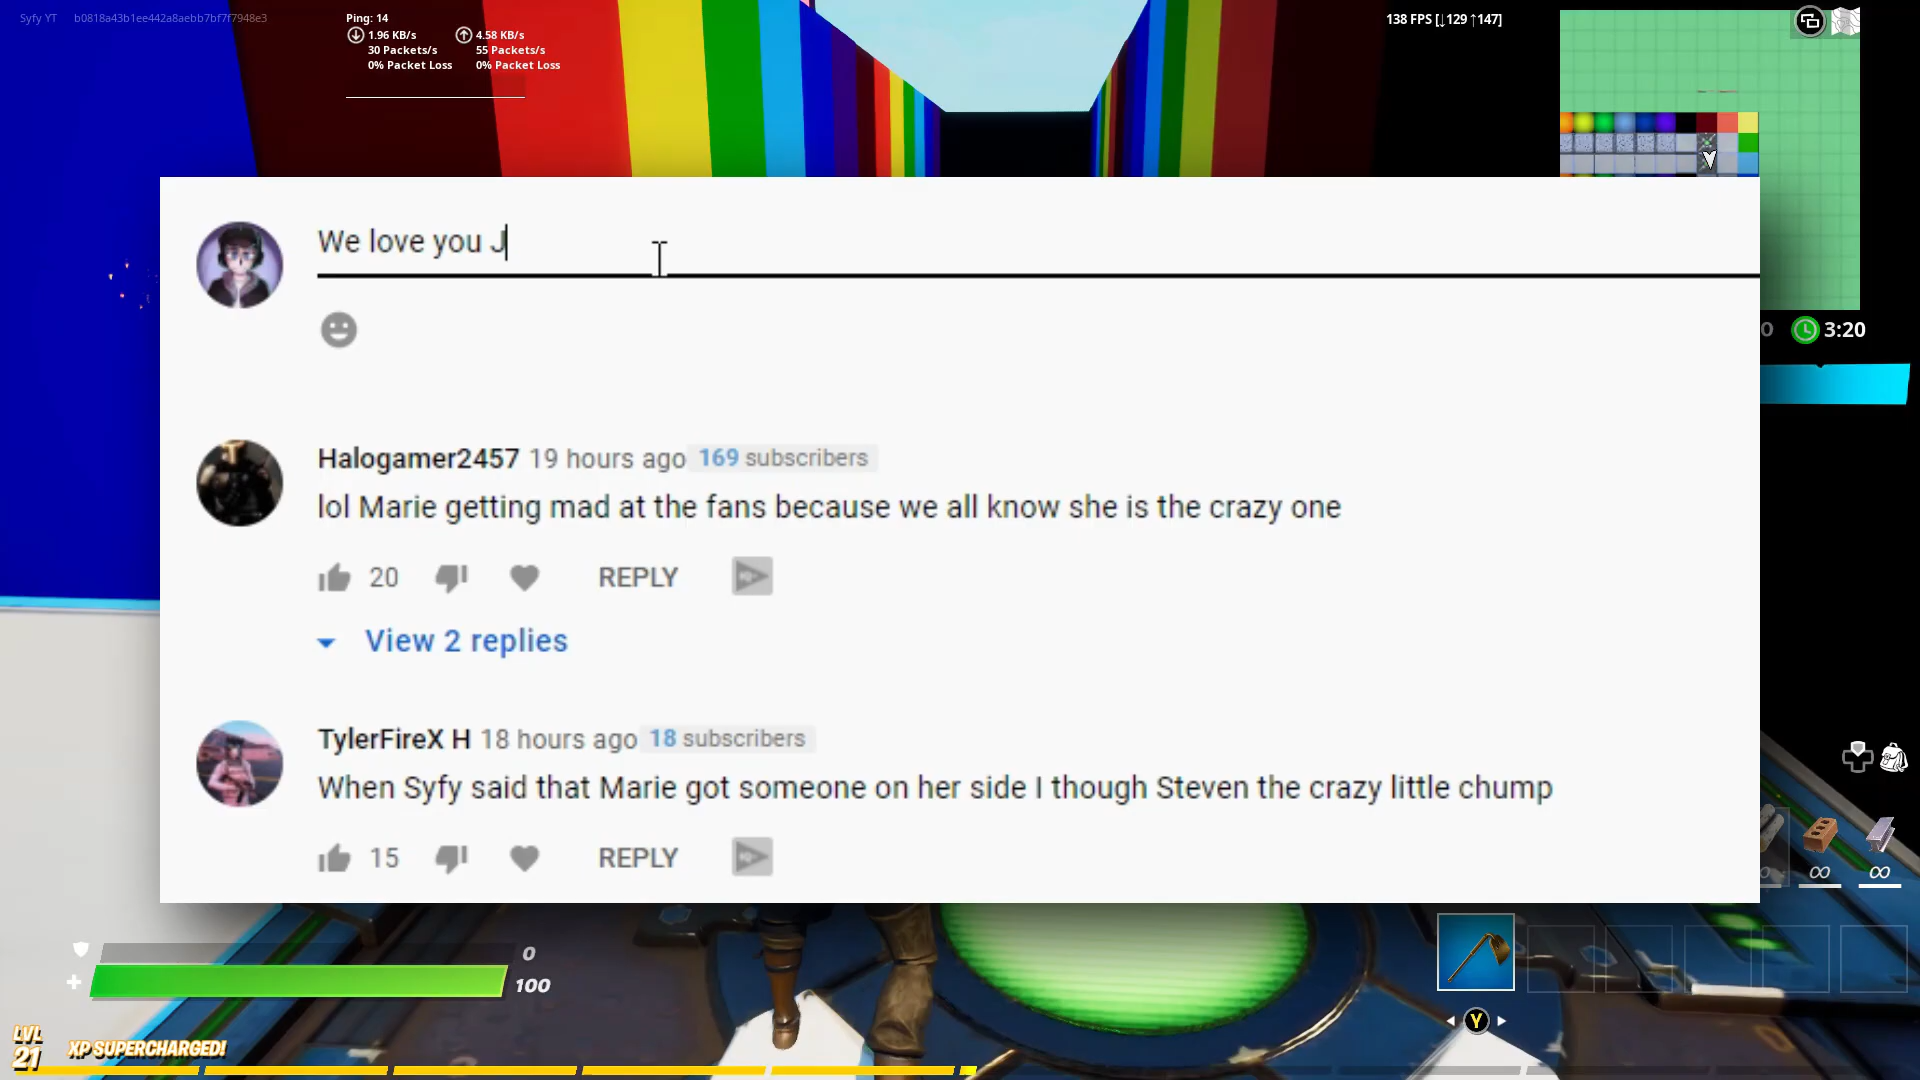 Syfy YT b0818a43b1ee442a8aebb7bf7f7948e3
Ping: 14
1.96 KB/s 4.58 KB/s
30 Packets/s 55 Packets/s
0% Packet Loss 0% Packet Loss
138 FPS [↓129 ↑147]
We love you J
0 3:20
Halogamer2457 19 hours ago 169 subscribers
lol Marie getting mad at the fans because we all know she is the crazy one
20 REPLY
View 2 replies
TylerFireX H 18 hours ago 18 subscribers
When Syfy said that Marie got someone on her side I though Steven the crazy little chump
15 REPLY
∞ ∞
0
100
Y
LVL
21 XP SUPERCHARGED!